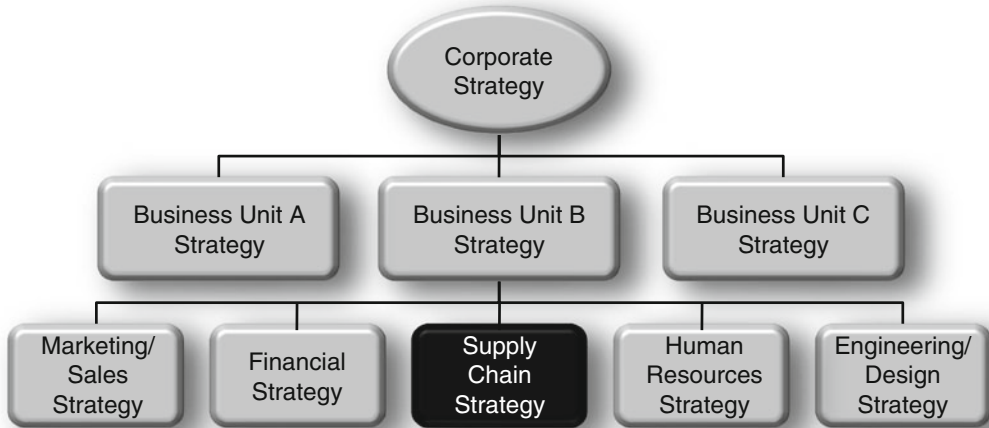 Corporate
Strategy
Business Unit A
Strategy
Business Unit B
Strategy
Business Unit C
Strategy
Marketing/
Sales
Strategy
Financial
Strategy
Supply
Chain
Strategy
Human
Resources
Strategy
Engineering/
Design
Strategy